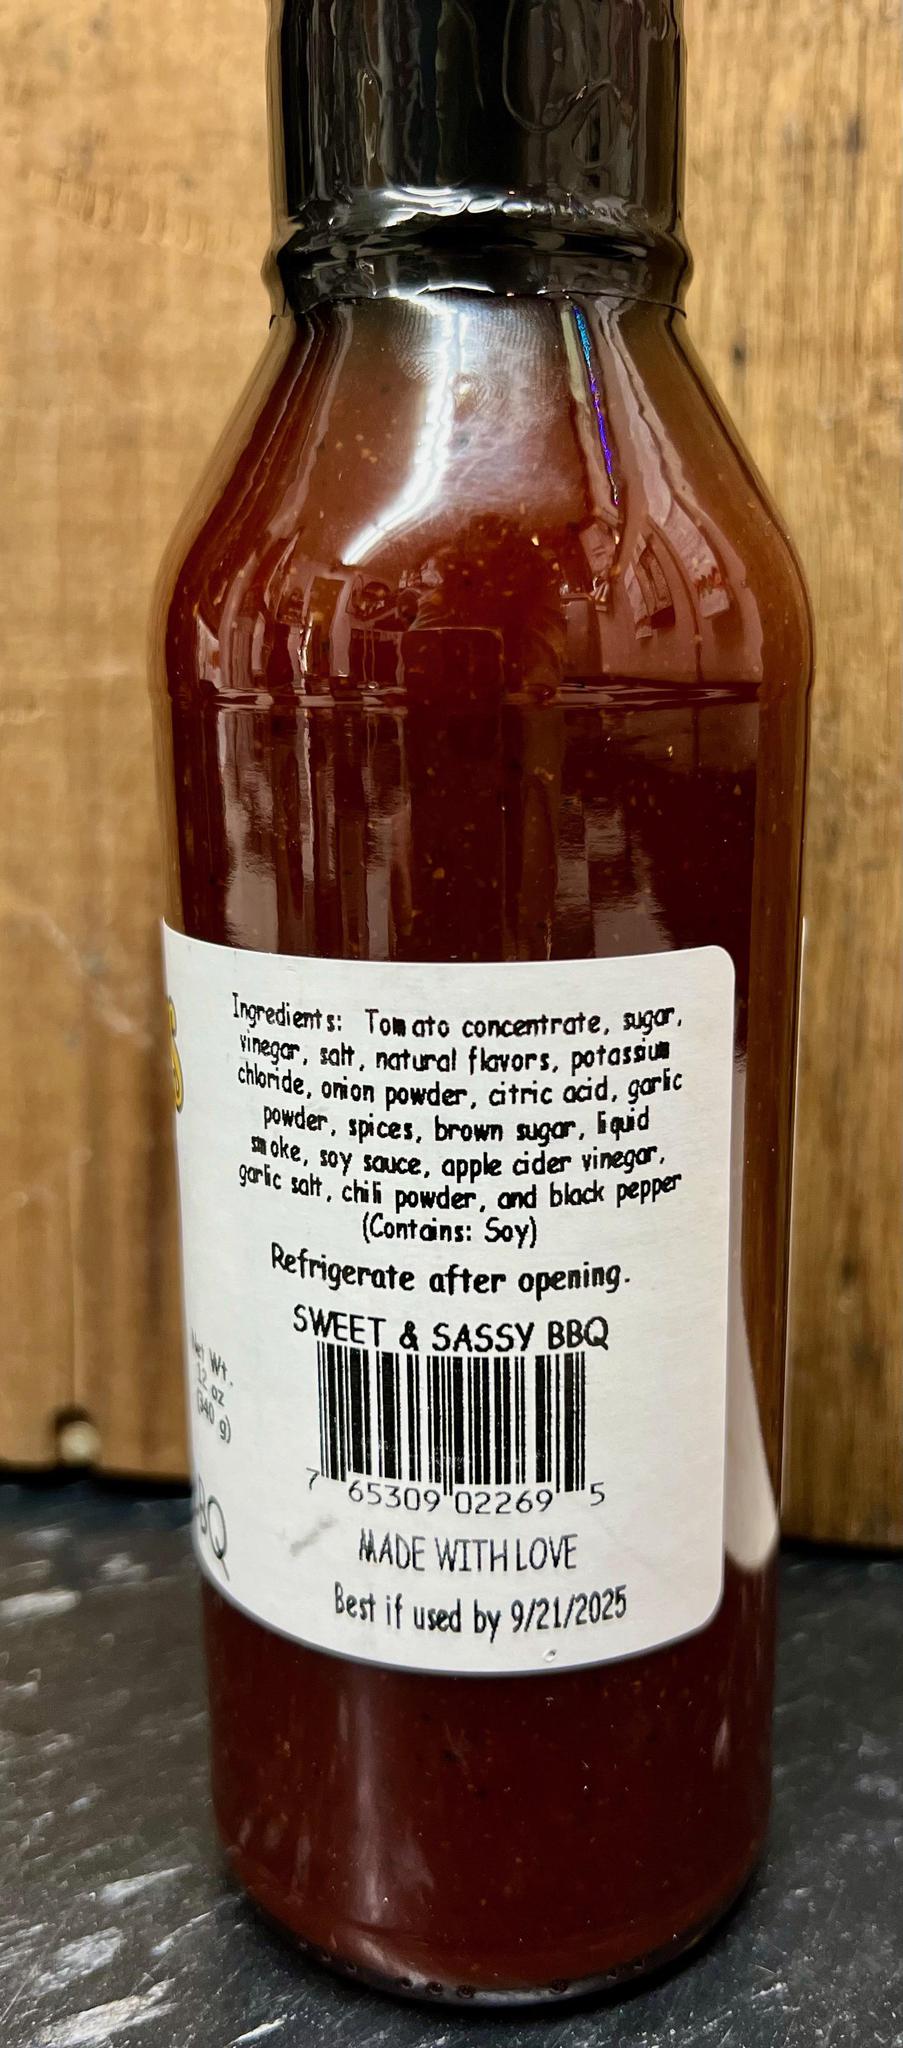 Ingredients: Tomato concentrate, sugar,
vinegar, salt, natural flavors, potassium
chloride, onion powder, citric acid, garlic
powder, spices, brown sugar, liquid
smoke, soy sauce, apple cider vinegar,
garlic salt, chili powder, and black pepper
(Contains: Soy)
Refrigerate after opening.
SWEET & SASSY BBQ
7 65309 02269 5
MADE WITH LOVE
Best if used by 9/21/2025
S
Net Wt.
12 oz
(340 g)
BQ